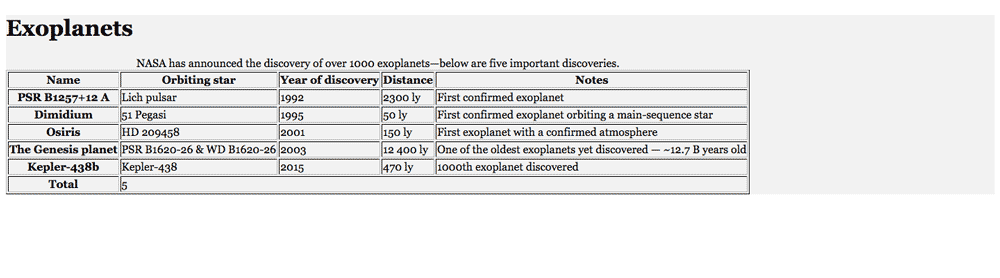 Exoplanets
NASA has announced the discovery of over 1000 exoplanets—below are five important discoveries.
Name Orbiting star Year of discovery Distance Notes
PSR B1257+12 A Lich pulsar 1992 2300 ly First confirmed exoplanet
Dimidium 51 Pegasi 1995 50 ly First confirmed exoplanet orbiting a main-sequence star
Osiris HD 209458 2001 150 ly First exoplanet with a confirmed atmosphere
The Genesis planet PSR B1620-26 & WD B1620-26 2003 12 400 ly One of the oldest exoplanets yet discovered — ~12.7 B years old
Kepler-438b Kepler-438 2015 470 ly 1000th exoplanet discovered
Total 5